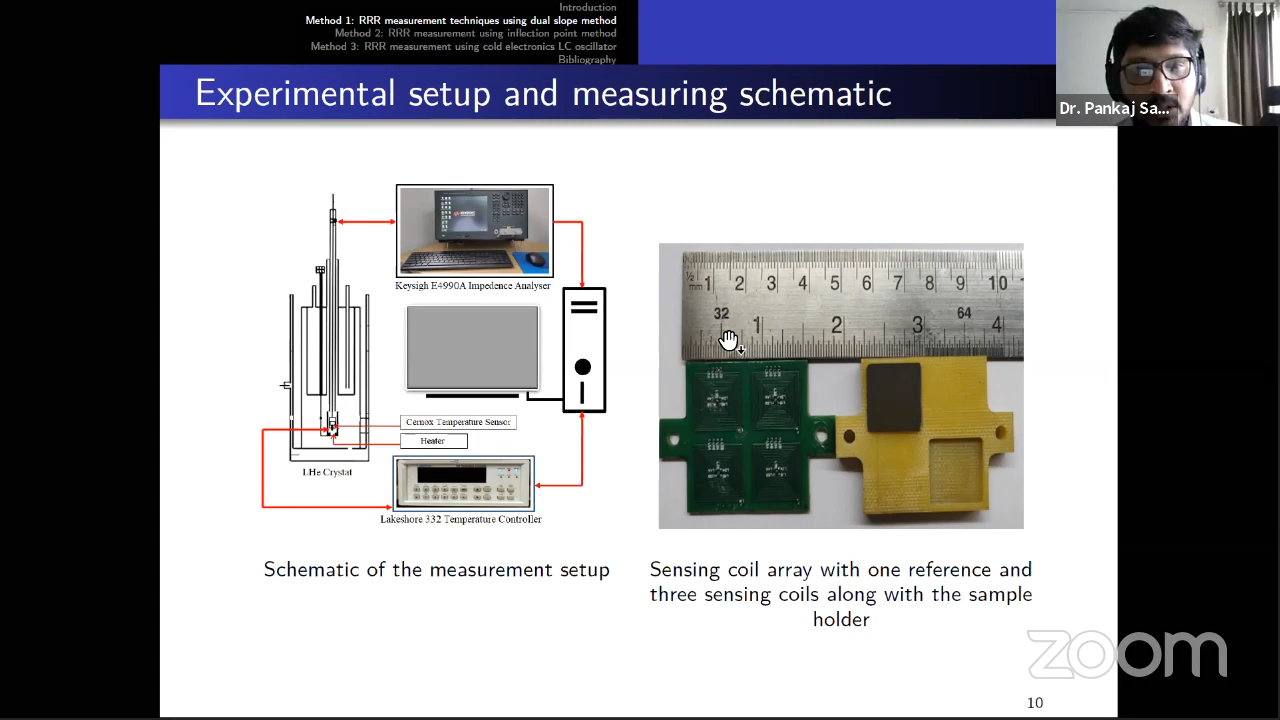 Introduction
Method 1: RRR measurement techniques using dual slope method
Method 2: RRR measurement using inflection point method
Method 3: RRR measurement using cold electronics LC oscillator
Bibliography
Experimental setup and measuring schematic
Dr. Pankaj Sa...
Keysigh E4990A Impedence Analyser
Cernox Temperature Sensor
Heater
LHe Crystat
Lakeshore 332 Temperature Controller
½
mm 1 2 3 4 5 6 7 8 9 10
32 64
1 2 3 4
Schematic of the measurement setup
Sensing coil array with one reference and
three sensing coils along with the sample
holder
zoom
10